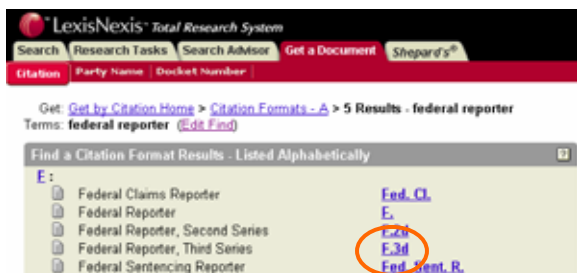 LexisNexis® Total Research System
Search Research Tasks Search Advisor Get a Document Shepard's®
Citation | Party Name | Docket Number |
Get: Get by Citation Home > Citation Formats - A > 5 Results - federal reporter
Terms: federal reporter (Edit Find)
Find a Citation Format Results - Listed Alphabetically ?
F :
Federal Claims Reporter Fed. Cl.
Federal Reporter F.
Federal Reporter, Second Series F.2d
Federal Reporter, Third Series F.3d
Federal Sentencing Reporter Fed. Sent. R.